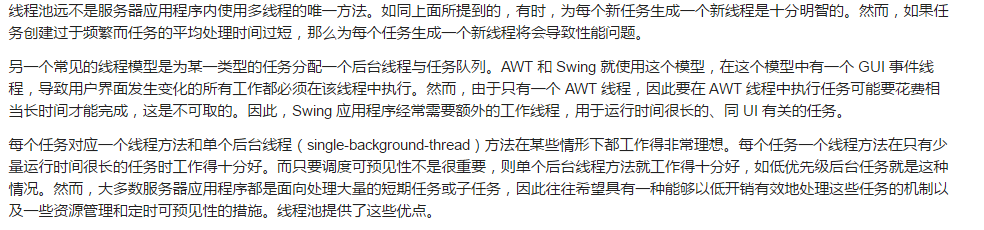 线程池远不是服务器应用程序内使用多线程的唯一方法。如同上面所提到的，有时，为每个新任务生成一个新线程是十分明智的。然而，如果任
务创建过于频繁而任务的平均处理时间过短，那么为每个任务生成一个新线程将会导致性能问题。
另一个常见的线程模型是为某一类型的任务分配一个后台线程与任务队列。AWT 和 Swing 就使用这个模型，在这个模型中有一个 GUI 事件线
程，导致用户界面发生变化的所有工作都必须在该线程中执行。然而，由于只有一个 AWT 线程，因此要在 AWT 线程中执行任务可能要花费相
当长时间才能完成，这是不可取的。因此，Swing 应用程序经常需要额外的工作线程，用于运行时间很长的、同 UI 有关的任务。
每个任务对应一个线程方法和单个后台线程（single-background-thread）方法在某些情形下都工作得非常理想。每个任务一个线程方法在只有少
量运行时间很长的任务时工作得十分好。而只要调度可预见性不是很重要，则单个后台线程方法就工作得十分好，如低优先级后台任务就是这种
情况。然而，大多数服务器应用程序都是面向处理大量的短期任务或子任务，因此往往希望具有一种能够以低开销有效地处理这些任务的机制以
及一些资源管理和定时可预见性的措施。线程池提供了这些优点。